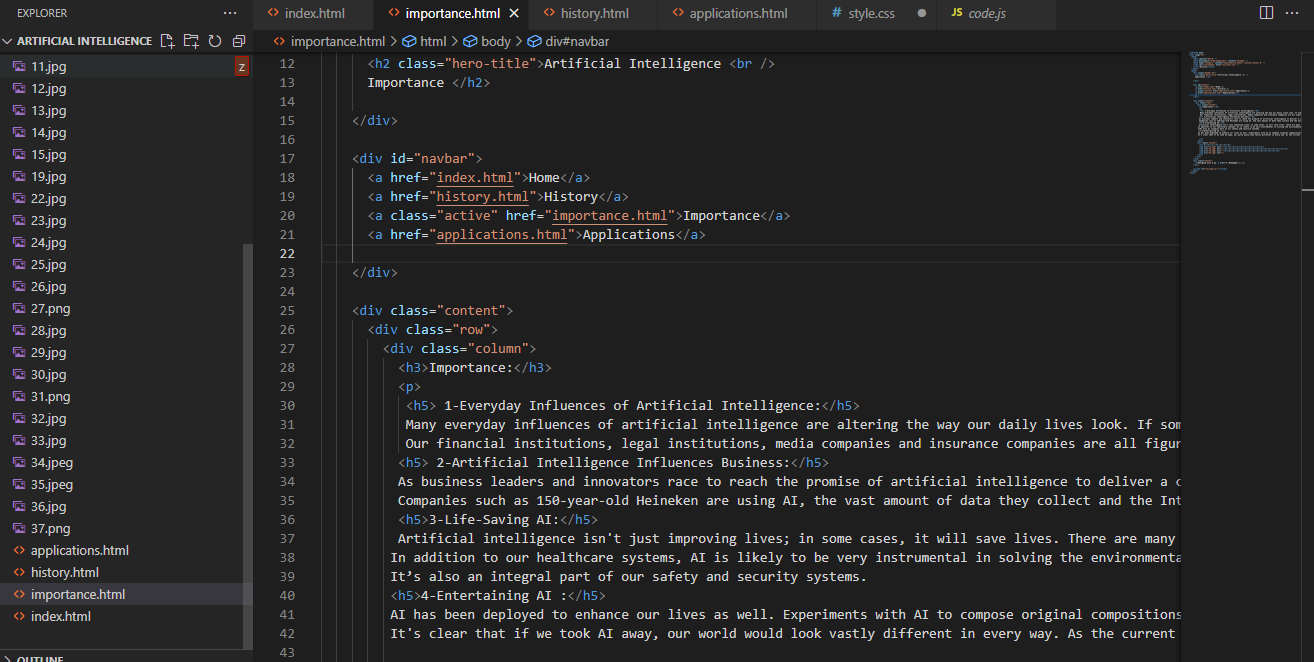 EXPLORER
index.html
importance.html
history.html
applications.html
style.css
JS code.js
ARTIFICIAL INTELLIGENCE
importance.html > html > body > div#navbar
11.jpg
z
12.jpg
13.jpg
14.jpg
15.jpg
19.jpg
22.jpg
23.jpg
24.jpg
25.jpg
26.jpg
27.png
28.jpg
29.jpg
30.jpg
31.png
32.jpg
33.jpg
34.jpeg
35.jpeg
36.jpg
37.png
applications.html
history.html
importance.html
index.html
OUTLINE
12 <h2 class="hero-title">Artificial Intelligence <br />
13 Importance </h2>
14
15 </div>
16
17 <div id="navbar">
18 <a href="index.html">Home</a>
19 <a href="history.html">History</a>
20 <a class="active" href="importance.html">Importance</a>
21 <a href="applications.html">Applications</a>
22
23 </div>
24
25 <div class="content">
26 <div class="row">
27 <div class="column">
28 <h3>Importance:</h3>
29 <p>
30 <h5> 1-Everyday Influences of Artificial Intelligence:</h5>
31 Many everyday influences of artificial intelligence are altering the way our daily lives look. If som
32 Our financial institutions, legal institutions, media companies and insurance companies are all figur
33 <h5> 2-Artificial Intelligence Influences Business:</h5>
34 As business leaders and innovators race to reach the promise of artificial intelligence to deliver a c
35 Companies such as 150-year-old Heineken are using AI, the vast amount of data they collect and the Int
36 <h5>3-Life-Saving AI:</h5>
37 Artificial intelligence isn't just improving lives; in some cases, it will save lives. There are many
38 In addition to our healthcare systems, AI is likely to be very instrumental in solving the environmenta
39 It’s also an integral part of our safety and security systems.
40 <h5>4-Entertaining AI :</h5>
41 AI has been deployed to enhance our lives as well. Experiments with AI to compose original compositions
42 It's clear that if we took AI away, our world would look vastly different in every way. As the current
43